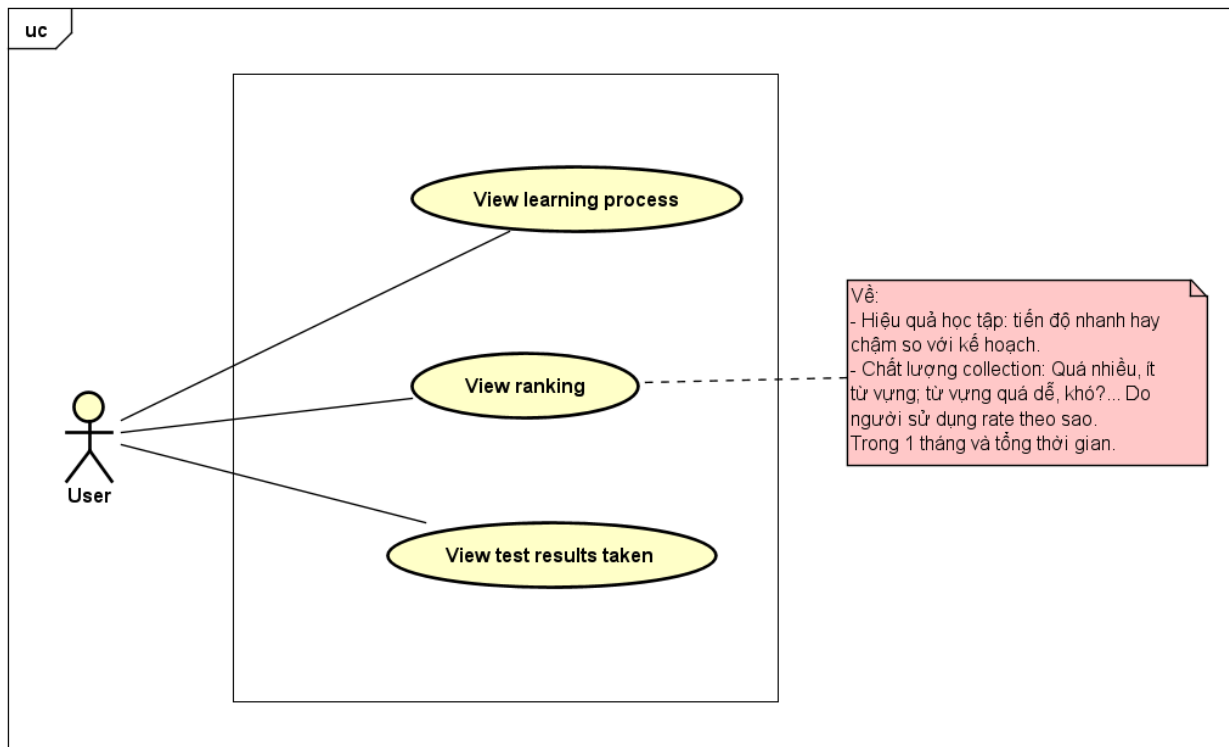 uc
View learning process
Về:
- Hiệu quả học tập: tiến độ nhanh hay
chậm so với kế hoạch.
- Chất lượng collection: Quá nhiều, ít
từ vựng; từ vựng quá dễ, khó?... Do
người sử dụng rate theo sao.
Trong 1 tháng và tổng thời gian.
View ranking
User
View test results taken